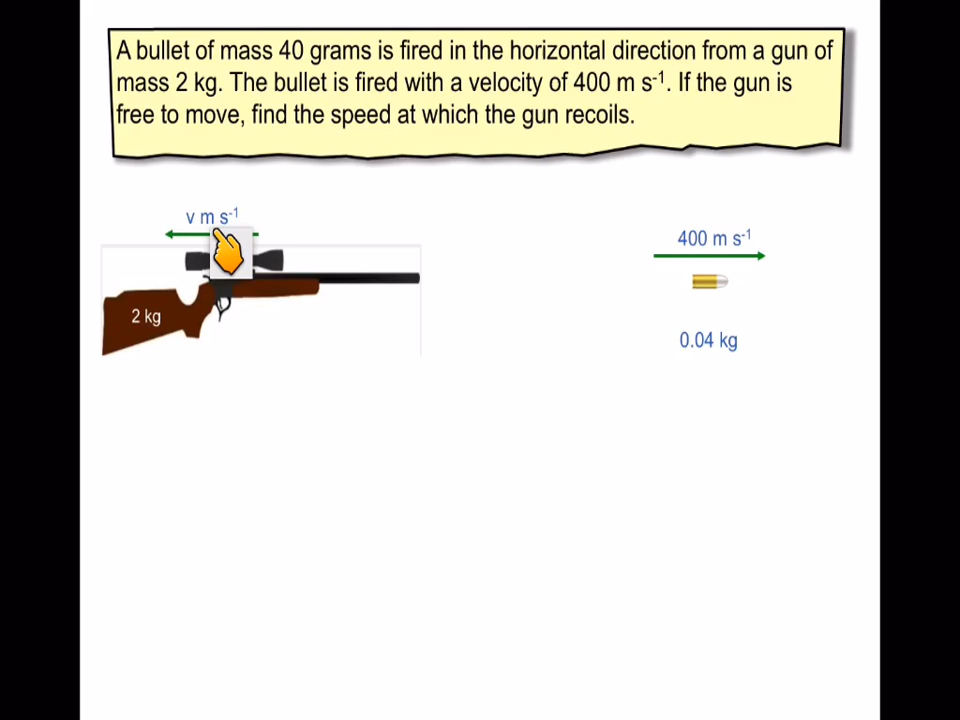 A bullet of mass 40 grams is fired in the horizontal direction from a gun of
mass 2 kg. The bullet is fired with a velocity of 400 m s⁻¹. If the gun is
free to move, find the speed at which the gun recoils.
v m s⁻¹
400 m s⁻¹
2 kg
0.04 kg